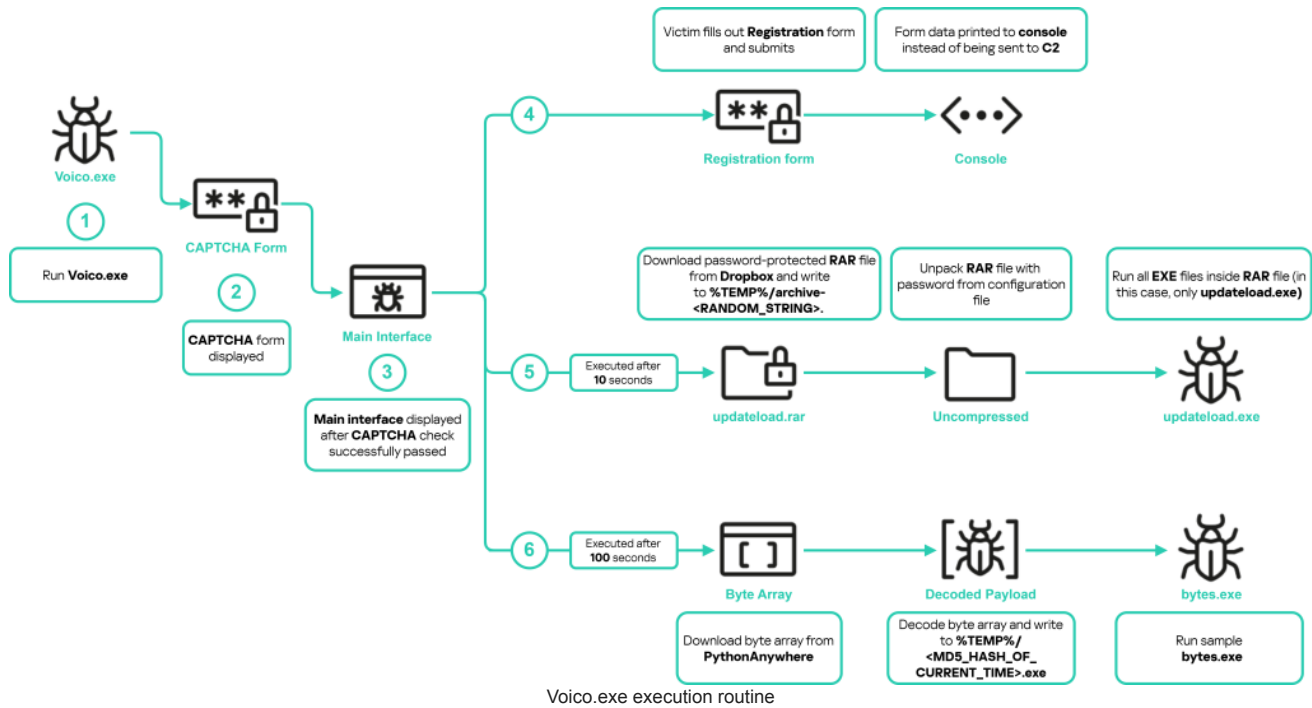 Victim fills out Registration form
and submits
Form data printed to console
instead of being sent to C2
4
Registration form
Console
Voico.exe
1
Run Voico.exe
**
CAPTCHA Form
2
CAPTCHA form
displayed
Main Interface
3
Main interface displayed
after CAPTCHA check
successfully passed
**
Download password-protected RAR file
from Dropbox and write
to %TEMP%/archive-
<RANDOM_STRING>.
Unpack RAR file with
password from configuration
file
Run all EXE files inside RAR file (in
this case, only updateload.exe)
5
Executed after
10 seconds
updateload.rar
Uncompressed
updateload.exe
6
Executed after
100 seconds
[ ]
Byte Array
Decoded Payload
bytes.exe
Download byte array from
PythonAnywhere
Decode byte array and write
to %TEMP%/
<MD5_HASH_OF_
CURRENT_TIME>.exe
Run sample
bytes.exe
Voico.exe execution routine